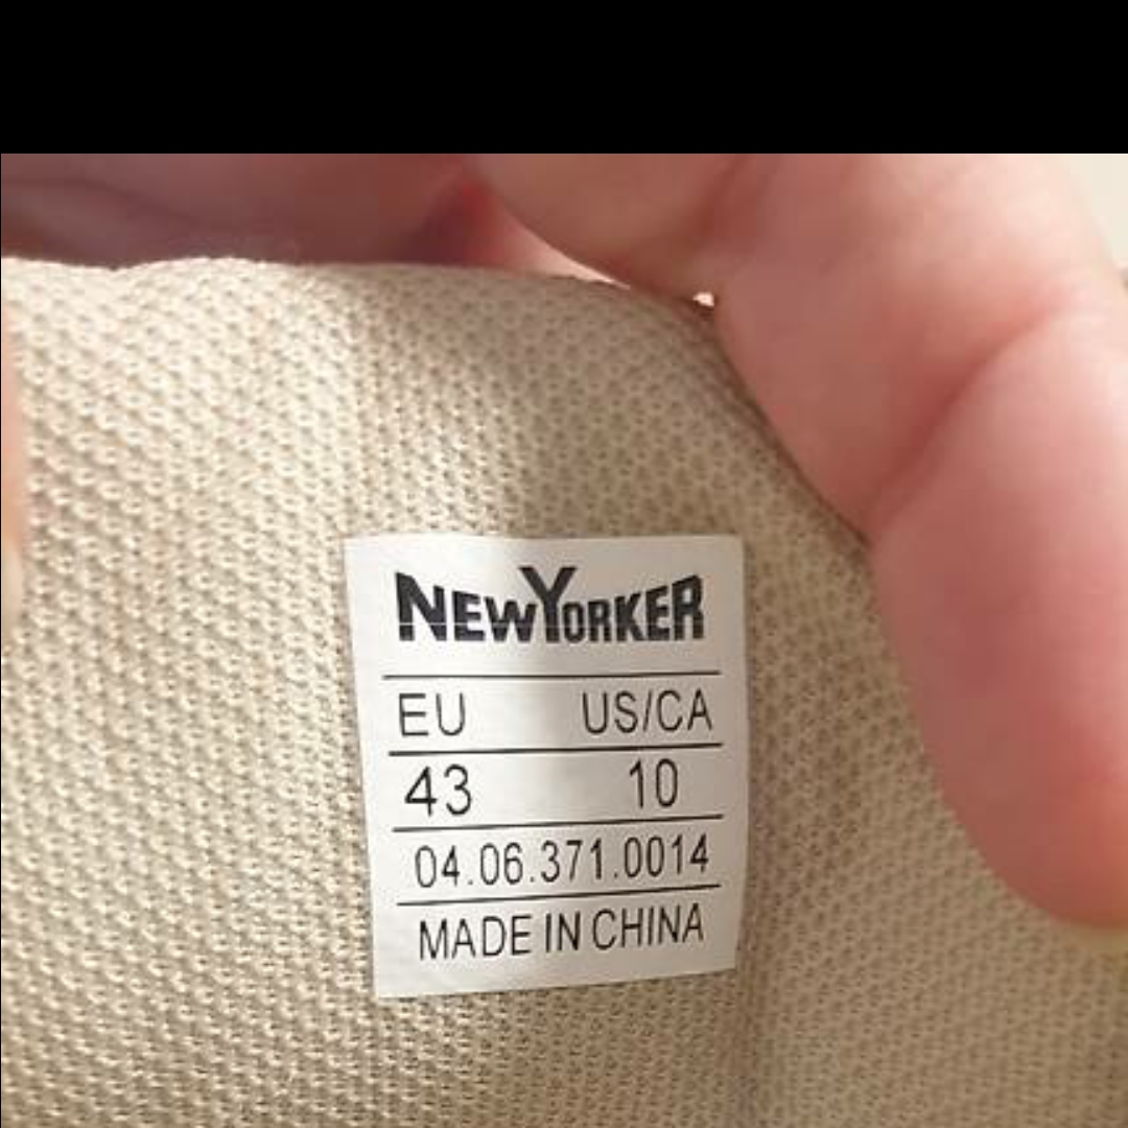 NEWYORKER
EU US/CA
43 10
04.06.371.0014
MADE IN CHINA